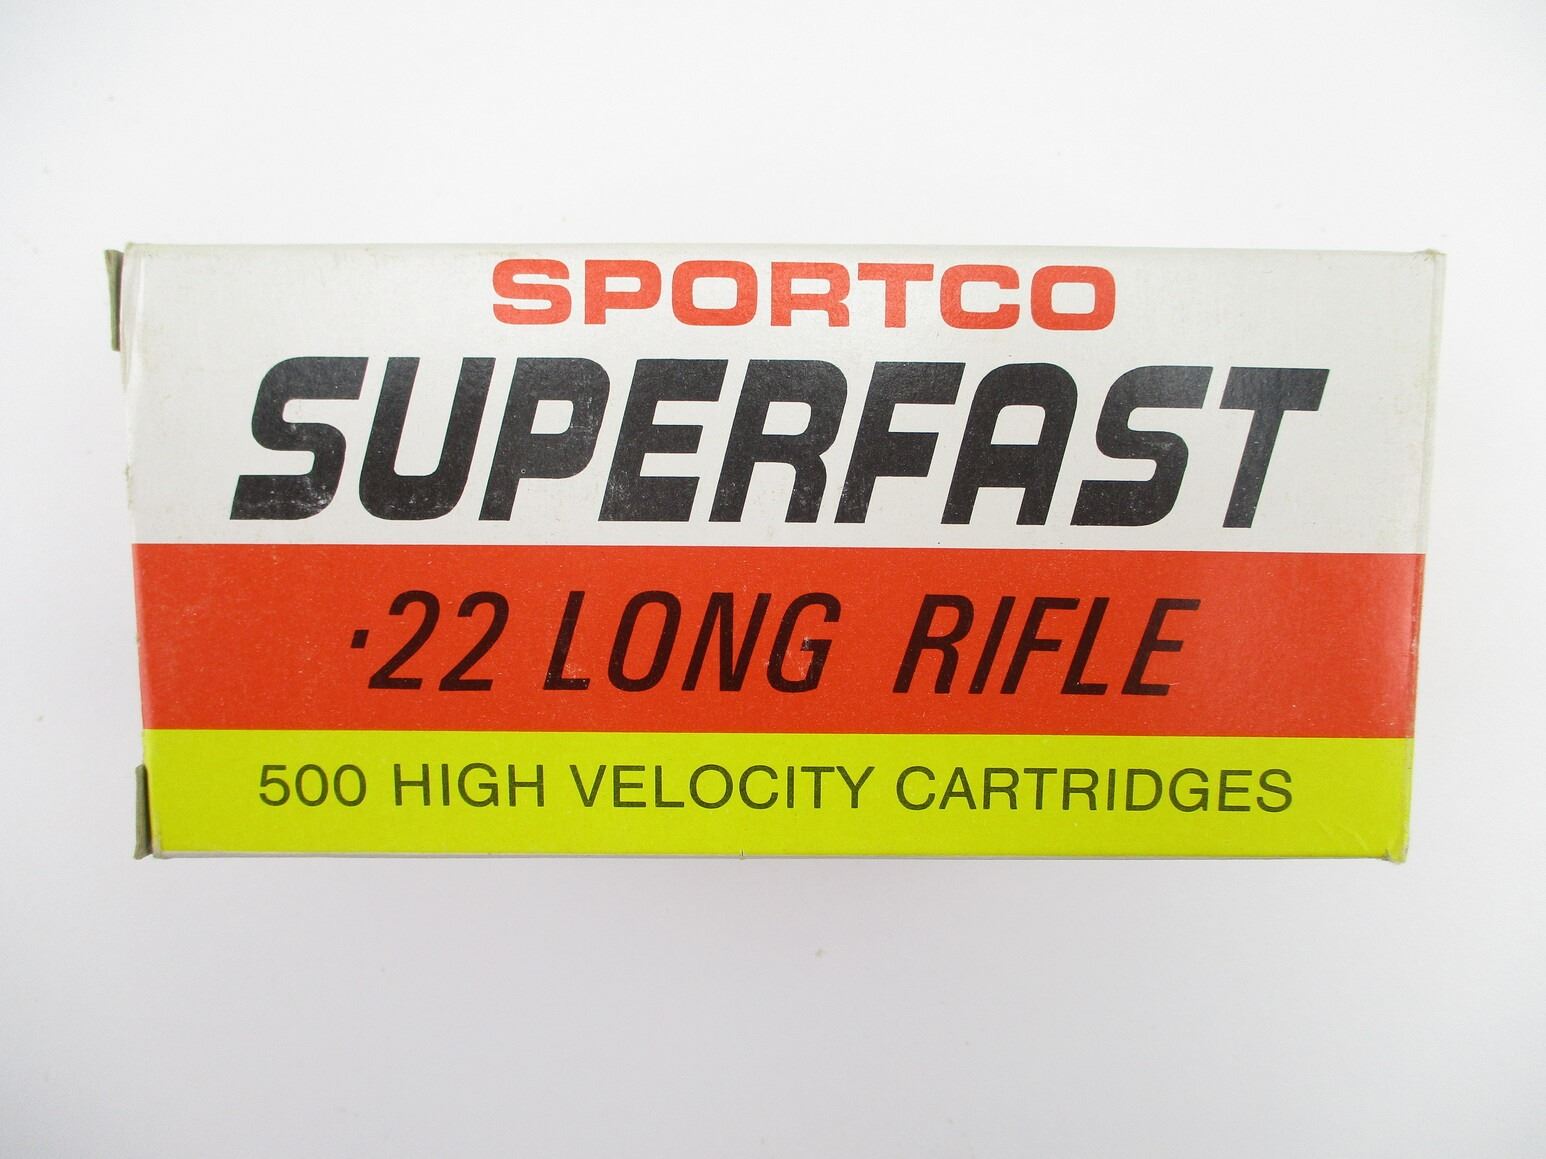 SPORTCO
SUPERFAST
·22 LONG RIFLE
500 HIGH VELOCITY CARTRIDGES